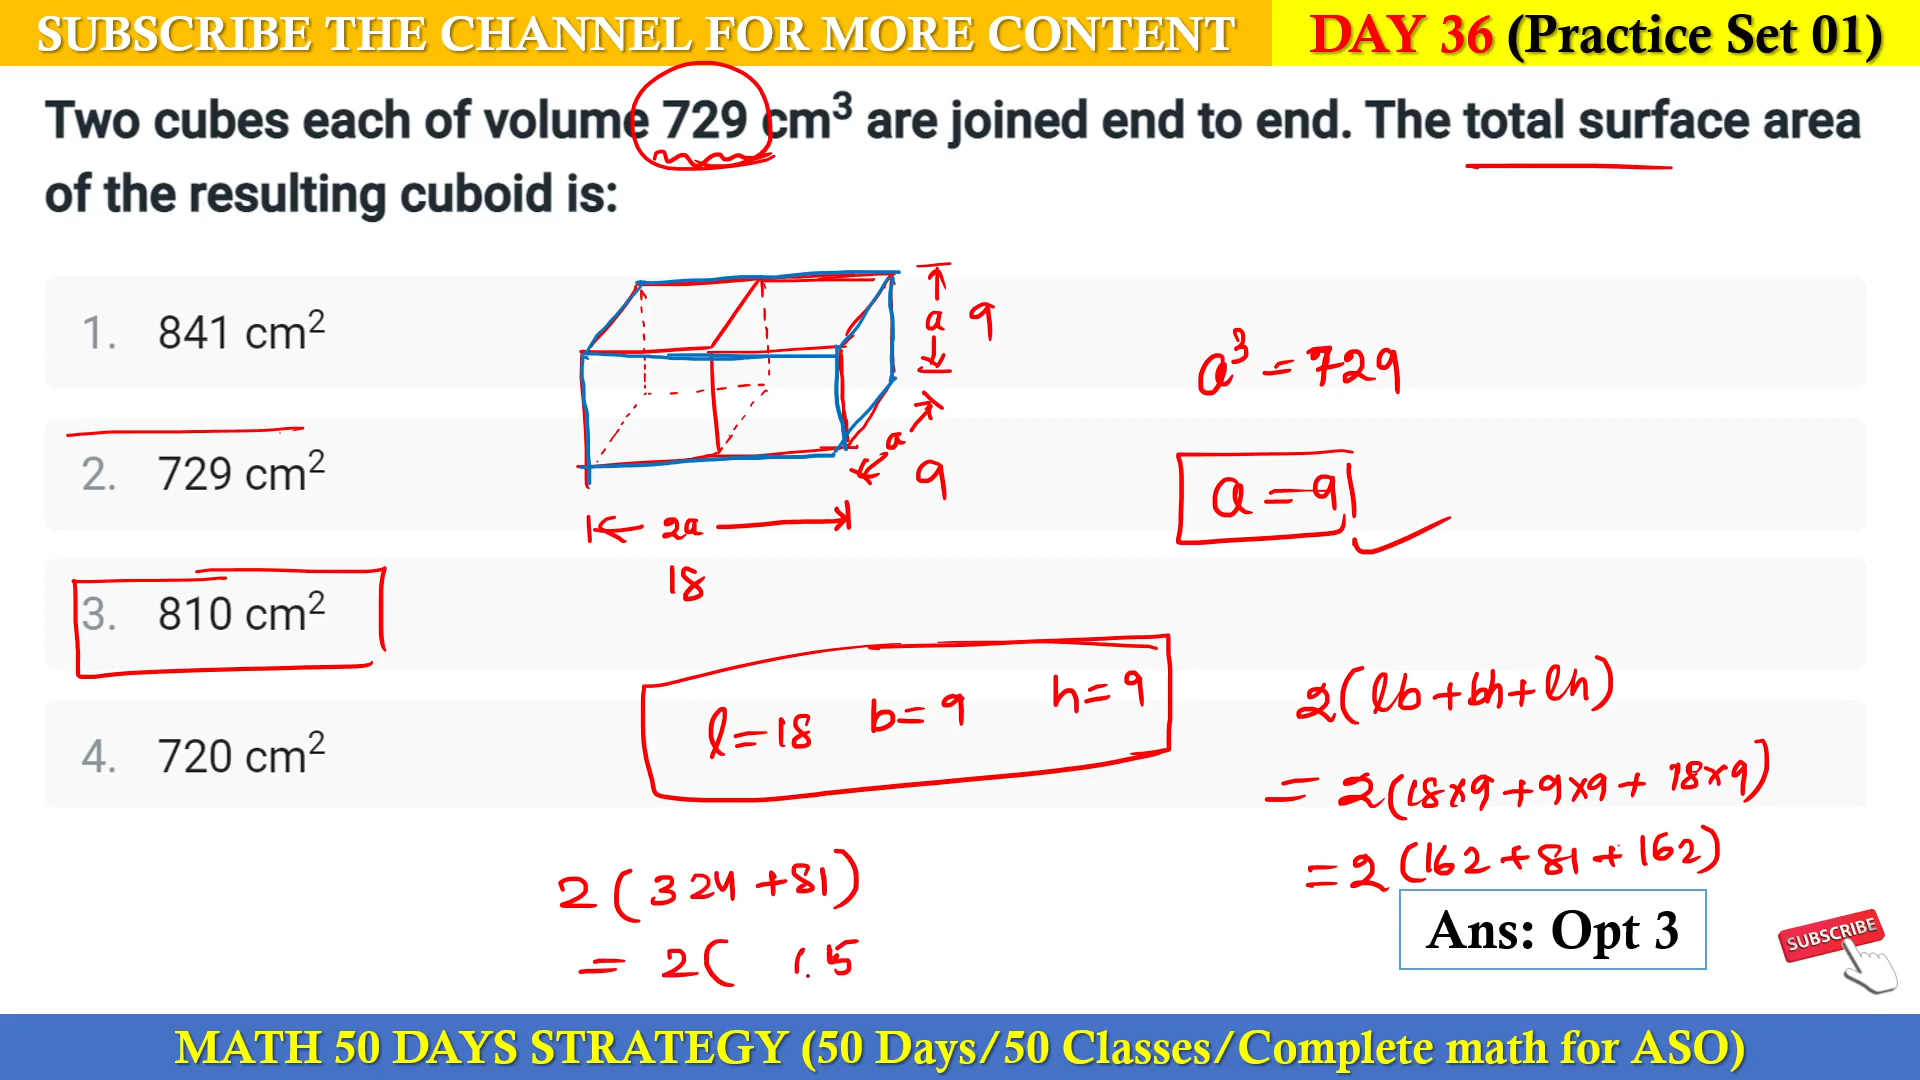 SUBSCRIBE THE CHANNEL FOR MORE CONTENT
DAY 36 (Practice Set 01)
Two cubes each of volume 729 cm³ are joined end to end. The total surface area
of the resulting cuboid is:
1. 841 cm²
2. 729 cm²
3. 810 cm²
4. 720 cm²
a 9
a
9
2a
18
a³ = 729
a = 9
l = 18 b = 9 h = 9
2(lb + bh + lh)
= 2(18×9 + 9×9 + 18×9)
= 2(162 + 81 + 162)
2(324 + 81)
= 2(
Ans: Opt 3
SUBSCRIBE
MATH 50 DAYS STRATEGY (50 Days/50 Classes/Complete math for ASO)